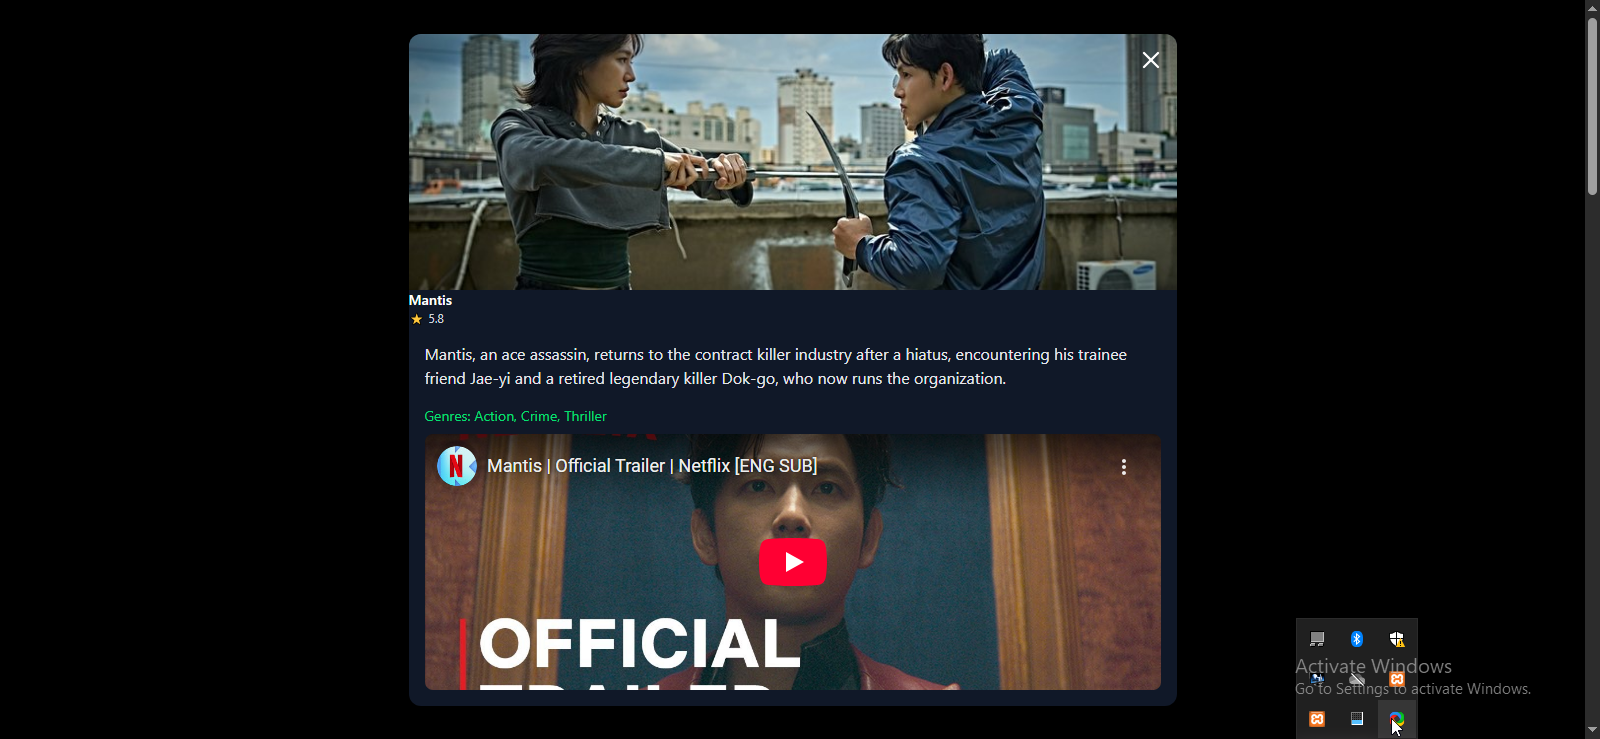 Mantis
5.8
Mantis, an ace assassin, returns to the contract killer industry after a hiatus, encountering his trainee
friend Jae-yi and a retired legendary killer Dok-go, who now runs the organization.
Genres: Action, Crime, Thriller
N
Mantis | Official Trailer | Netflix [ENG SUB]
OFFICIAL
TRAILER
Activate Windows
Go to Settings to activate Windows.